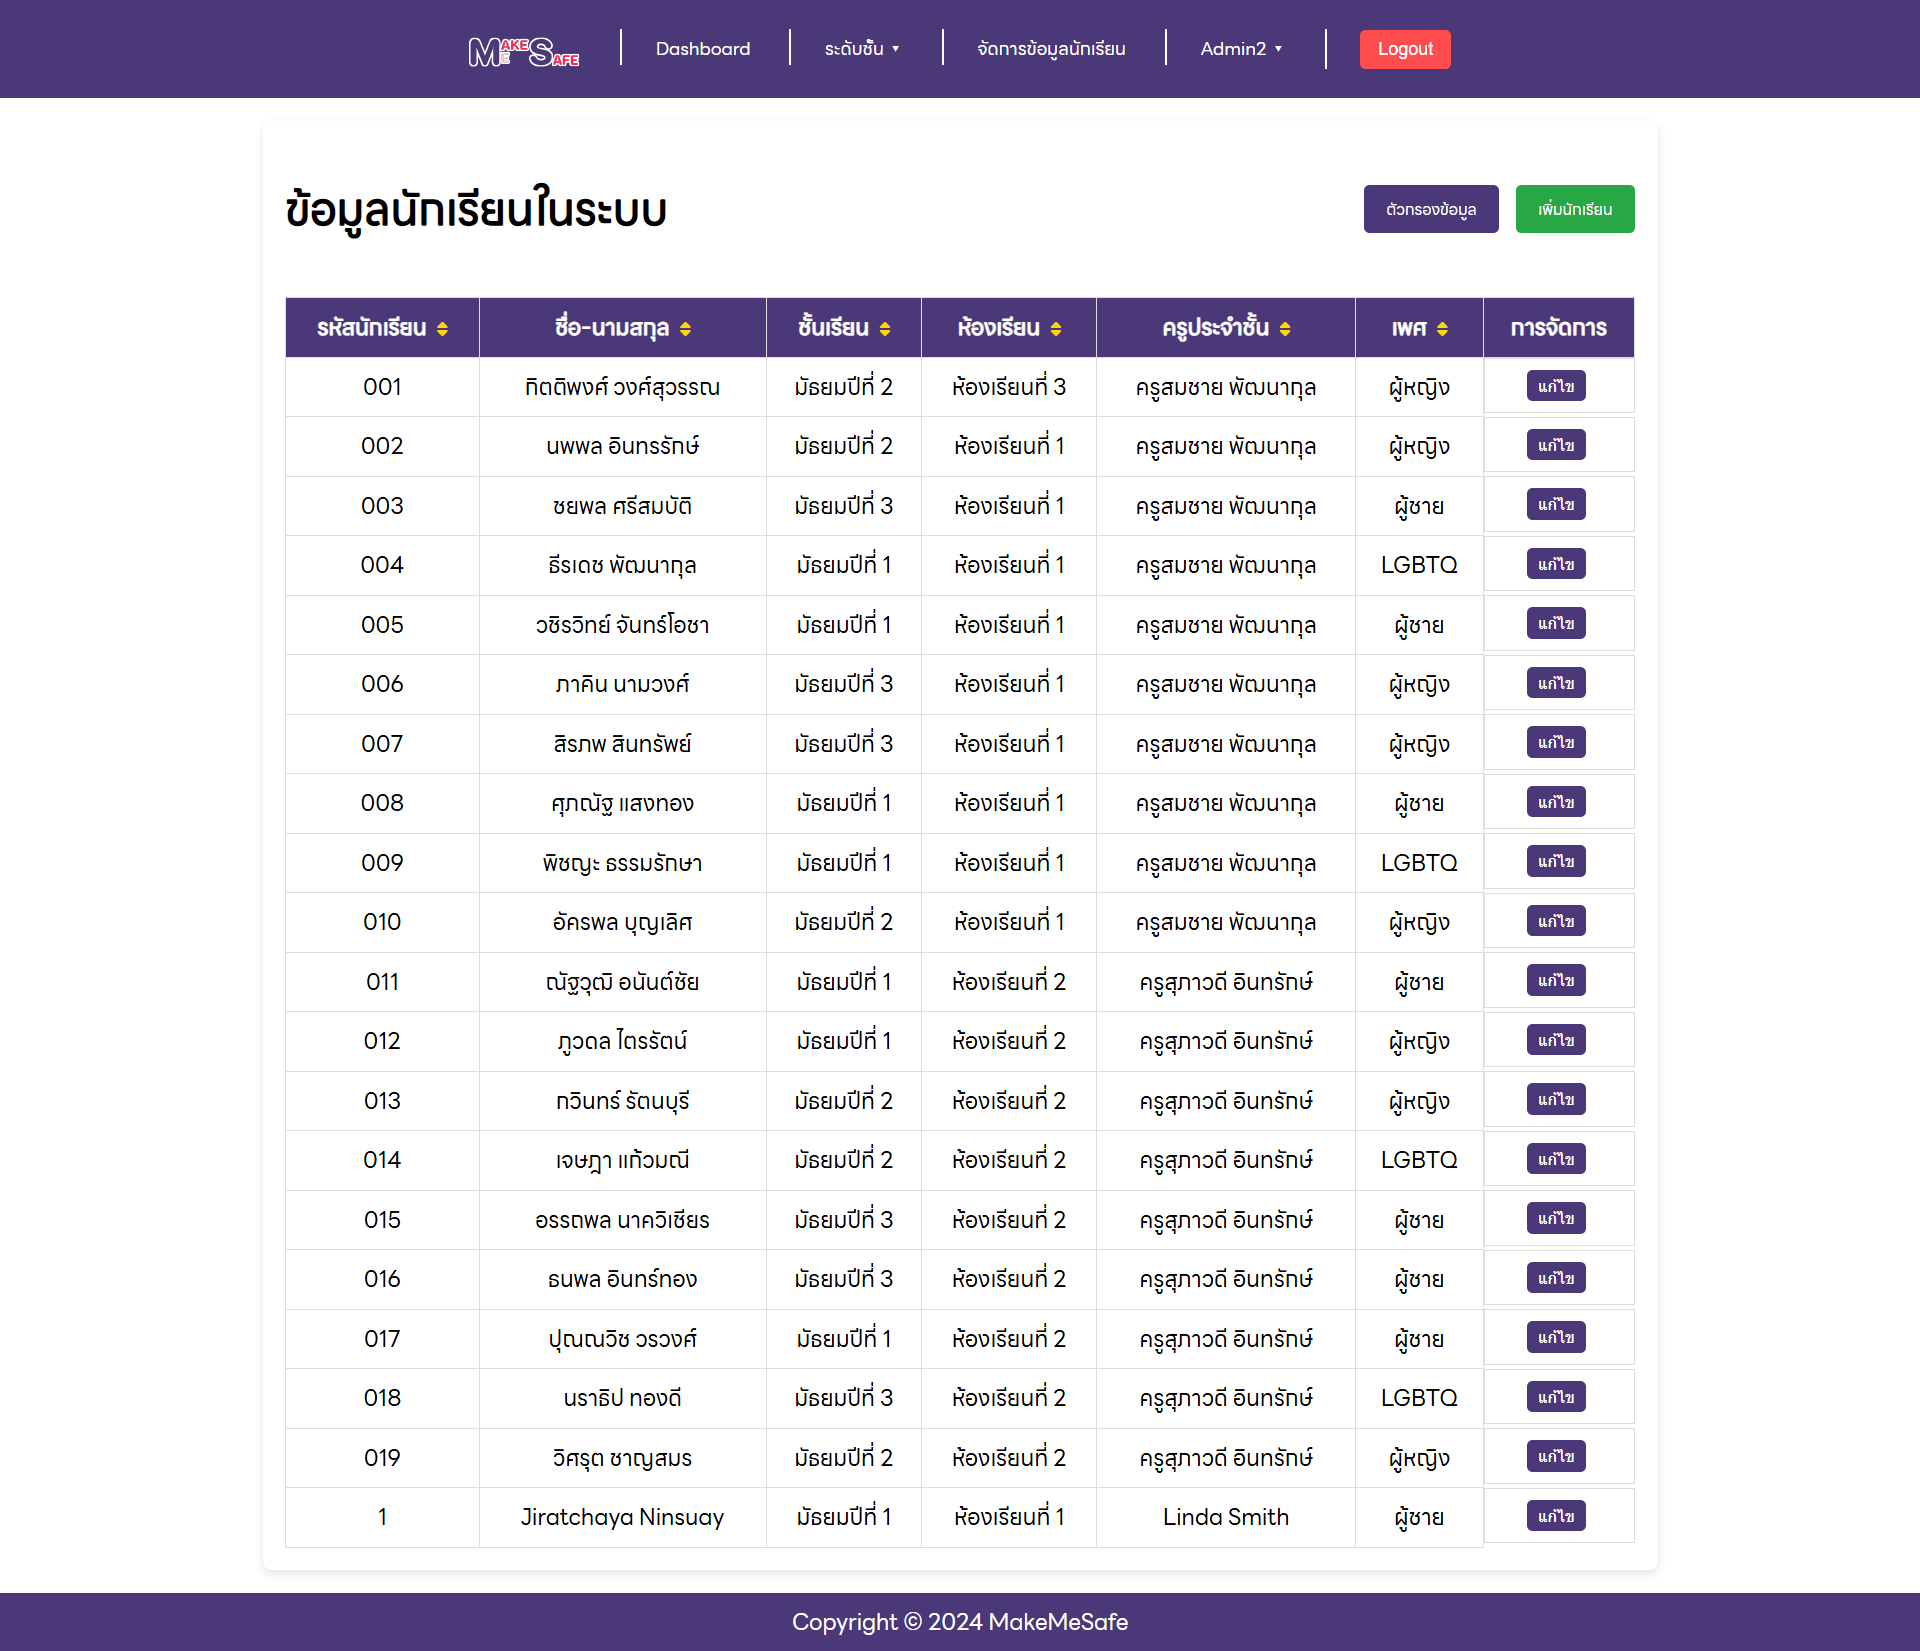 MAKE ME SAFE
Dashboard
ระดับชั้น ▼
จัดการข้อมูลนักเรียน
Admin2 ▼
Logout
ข้อมูลนักเรียนในระบบ
ตัวกรองข้อมูล
เพิ่มนักเรียน
รหัสนักเรียน ชื่อ-นามสกุล ชั้นเรียน ห้องเรียน ครูประจำชั้น เพศ การจัดการ
001 กิตติพงศ์ วงศ์สุวรรณ มัธยมปีที่ 2 ห้องเรียนที่ 3 ครูสมชาย พัฒนากุล ผู้หญิง แก้ไข
002 นพพล อินทรรักษ์ มัธยมปีที่ 2 ห้องเรียนที่ 1 ครูสมชาย พัฒนากุล ผู้หญิง แก้ไข
003 ชยพล ศรีสมบัติ มัธยมปีที่ 3 ห้องเรียนที่ 1 ครูสมชาย พัฒนากุล ผู้ชาย แก้ไข
004 ธีรเดช พัฒนากุล มัธยมปีที่ 1 ห้องเรียนที่ 1 ครูสมชาย พัฒนากุล LGBTQ แก้ไข
005 วชิรวิทย์ จันทร์โอชา มัธยมปีที่ 1 ห้องเรียนที่ 1 ครูสมชาย พัฒนากุล ผู้ชาย แก้ไข
006 ภาคิน นามวงศ์ มัธยมปีที่ 3 ห้องเรียนที่ 1 ครูสมชาย พัฒนากุล ผู้หญิง แก้ไข
007 สิรภพ สินทรัพย์ มัธยมปีที่ 3 ห้องเรียนที่ 1 ครูสมชาย พัฒนากุล ผู้หญิง แก้ไข
008 ศุภณัฐ แสงทอง มัธยมปีที่ 1 ห้องเรียนที่ 1 ครูสมชาย พัฒนากุล ผู้ชาย แก้ไข
009 พิชญะ ธรรมรักษา มัธยมปีที่ 1 ห้องเรียนที่ 1 ครูสมชาย พัฒนากุล LGBTQ แก้ไข
010 อัครพล บุญเลิศ มัธยมปีที่ 2 ห้องเรียนที่ 1 ครูสมชาย พัฒนากุล ผู้หญิง แก้ไข
011 ณัฐวุฒิ อนันต์ชัย มัธยมปีที่ 1 ห้องเรียนที่ 2 ครูสุภาวดี อินทรักษ์ ผู้ชาย แก้ไข
012 ภูวดล ไตรรัตน์ มัธยมปีที่ 1 ห้องเรียนที่ 2 ครูสุภาวดี อินทรักษ์ ผู้หญิง แก้ไข
013 กวินทร์ รัตนบุรี มัธยมปีที่ 2 ห้องเรียนที่ 2 ครูสุภาวดี อินทรักษ์ ผู้หญิง แก้ไข
014 เจษฎา แก้วมณี มัธยมปีที่ 2 ห้องเรียนที่ 2 ครูสุภาวดี อินทรักษ์ LGBTQ แก้ไข
015 อรรถพล นาควิเชียร มัธยมปีที่ 3 ห้องเรียนที่ 2 ครูสุภาวดี อินทรักษ์ ผู้ชาย แก้ไข
016 ธนพล อินทร์ทอง มัธยมปีที่ 3 ห้องเรียนที่ 2 ครูสุภาวดี อินทรักษ์ ผู้ชาย แก้ไข
017 ปุณณวิช วรวงศ์ มัธยมปีที่ 1 ห้องเรียนที่ 2 ครูสุภาวดี อินทรักษ์ ผู้ชาย แก้ไข
018 นราธิป ทองดี มัธยมปีที่ 3 ห้องเรียนที่ 2 ครูสุภาวดี อินทรักษ์ LGBTQ แก้ไข
019 วิศรุต ชาญสมร มัธยมปีที่ 2 ห้องเรียนที่ 2 ครูสุภาวดี อินทรักษ์ ผู้หญิง แก้ไข
1 Jiratchaya Ninsuay มัธยมปีที่ 1 ห้องเรียนที่ 1 Linda Smith ผู้ชาย แก้ไข
Copyright © 2024 MakeMeSafe